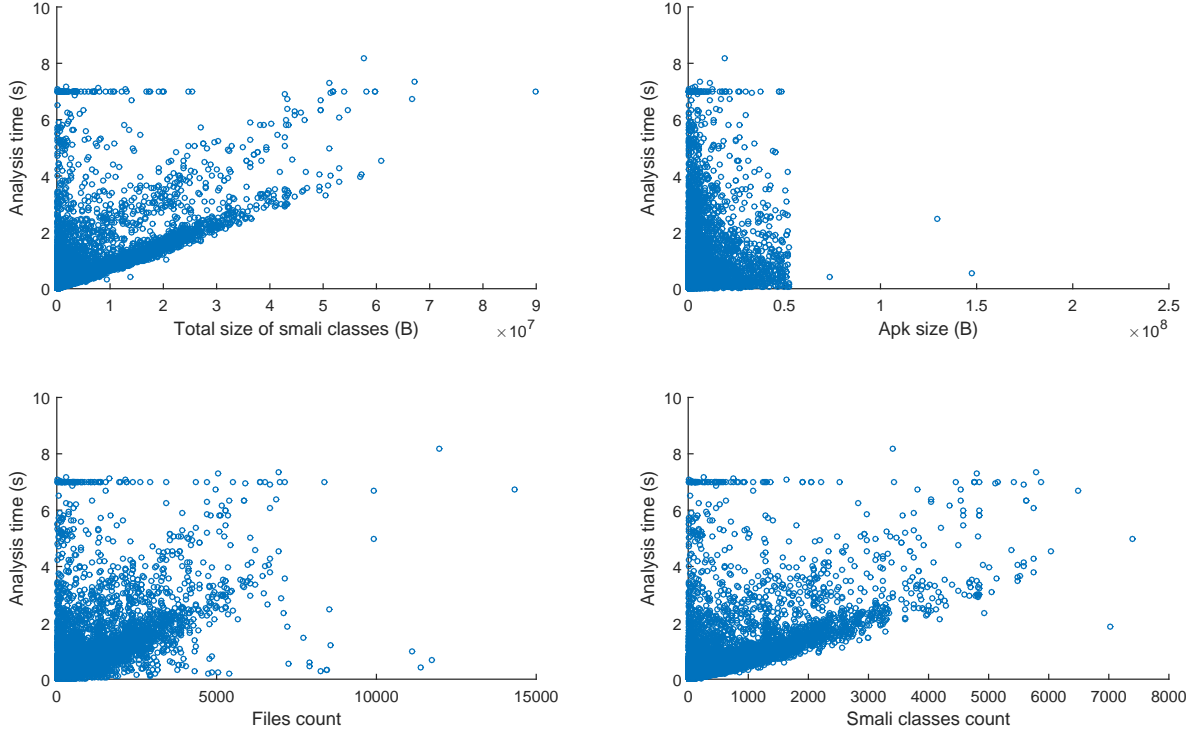 10
8
6
4
2
0
Analysis time (s)
0 1 2 3 4 5 6 7 8 9
Total size of smali classes (B)
×10^7
10
8
6
4
2
0
Analysis time (s)
0 0.5 1 1.5 2 2.5
Apk size (B)
×10^8
10
8
6
4
2
0
Analysis time (s)
0 5000 10000 15000
Files count
10
8
6
4
2
0
Analysis time (s)
0 1000 2000 3000 4000 5000 6000 7000 8000
Smali classes count